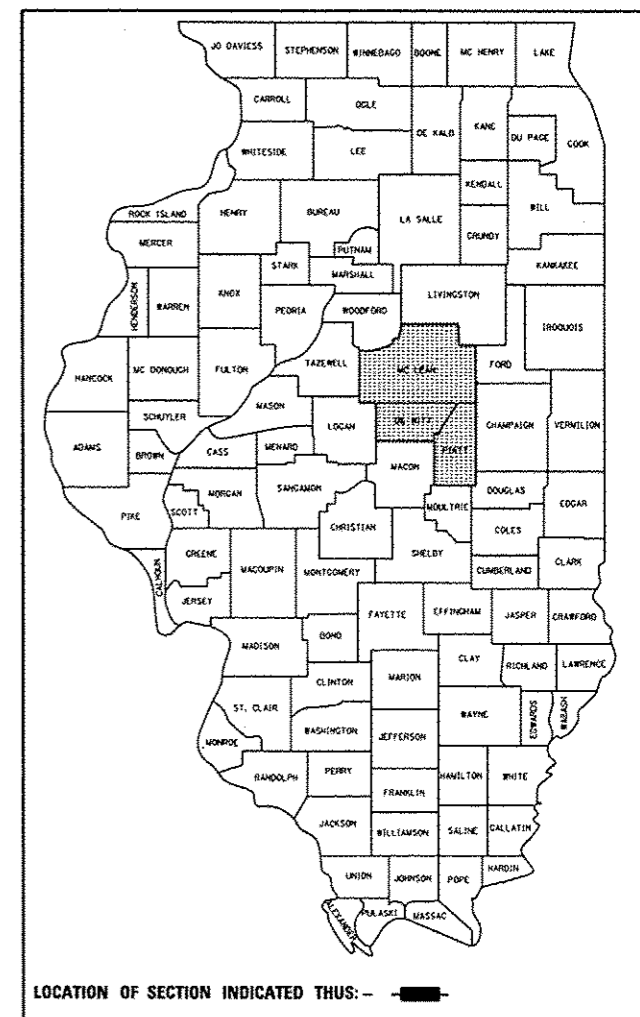 JO DAVIESS STEPHENSON WINNEBAGO BOONE MC HENRY LAKE
CARROLL OGLE DE KALB KANE DU PAGE COOK
WHITESIDE LEE KENDALL WILL
ROCK ISLAND HENRY BUREAU LA SALLE GRUNDY
MERCER PUTNAM KANKAKEE
HENDERSON WARREN KNOX STARK MARSHALL LIVINGSTON
PEORIA WOODFORD IROQUOIS
HANCOCK MC DONOUGH FULTON TAZEWELL MC LEAN FORD
SCHUYLER MASON LOGAN DE WITT PIATT CHAMPAIGN VERMILION
ADAMS BROWN CASS MENARD MACON
PIKE SCOTT MORGAN SANGAMON CHRISTIAN MOULTRIE DOUGLAS EDGAR
COLES
CALHOUN GREENE MACOUPIN MONTGOMERY SHELBY CUMBERLAND CLARK
JERSEY FAYETTE EFFINGHAM JASPER CRAWFORD
MADISON BOND CLAY RICHLAND LAWRENCE
CLINTON MARION
ST. CLAIR WAYNE EDWARDS WABASH
MONROE WASHINGTON JEFFERSON
RANDOLPH PERRY HAMILTON WHITE
FRANKLIN
JACKSON WILLIAMSON SALINE GALLATIN
UNION JOHNSON POPE HARDIN
ALEXANDER PULASKI MASSAC
LOCATION OF SECTION INDICATED THUS: -